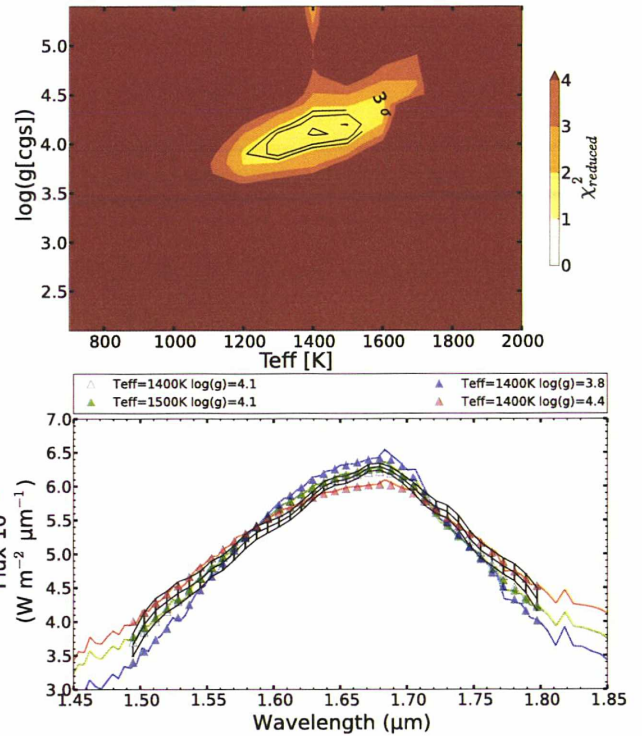 5.0
4.5
4.0
3.5
3.0
2.5
log(g[cgs])
3
σ
800 1000 1200 1400 1600 1800 2000
Teff [K]
4
3
2
1
0
χ²reduced
Teff=1400K log(g)=4.1
Teff=1500K log(g)=4.1
Teff=1400K log(g)=3.8
Teff=1400K log(g)=4.4
7.0
6.5
6.0
5.5
5.0
4.5
4.0
3.5
3.0
(W m⁻² μm⁻¹)
1.45 1.50 1.55 1.60 1.65 1.70 1.75 1.80 1.85
Wavelength (μm)